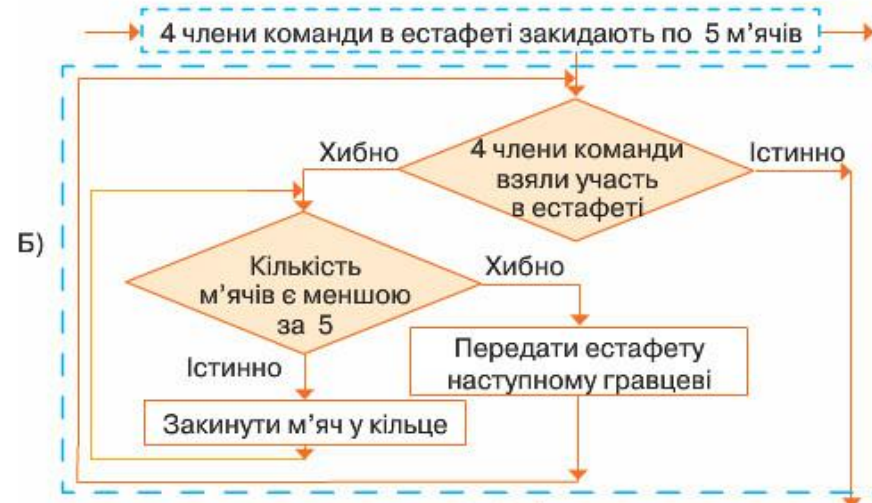 4 члени команди в естафеті закидають по 5 м’ячів
Хибно
4 члени команди
взяли участь
в естафеті
Істинно
Б)
Кількість
м’ячів є меншою
за 5
Хибно
Передати естафету
наступному гравцеві
Істинно
Закинути м’яч у кільце